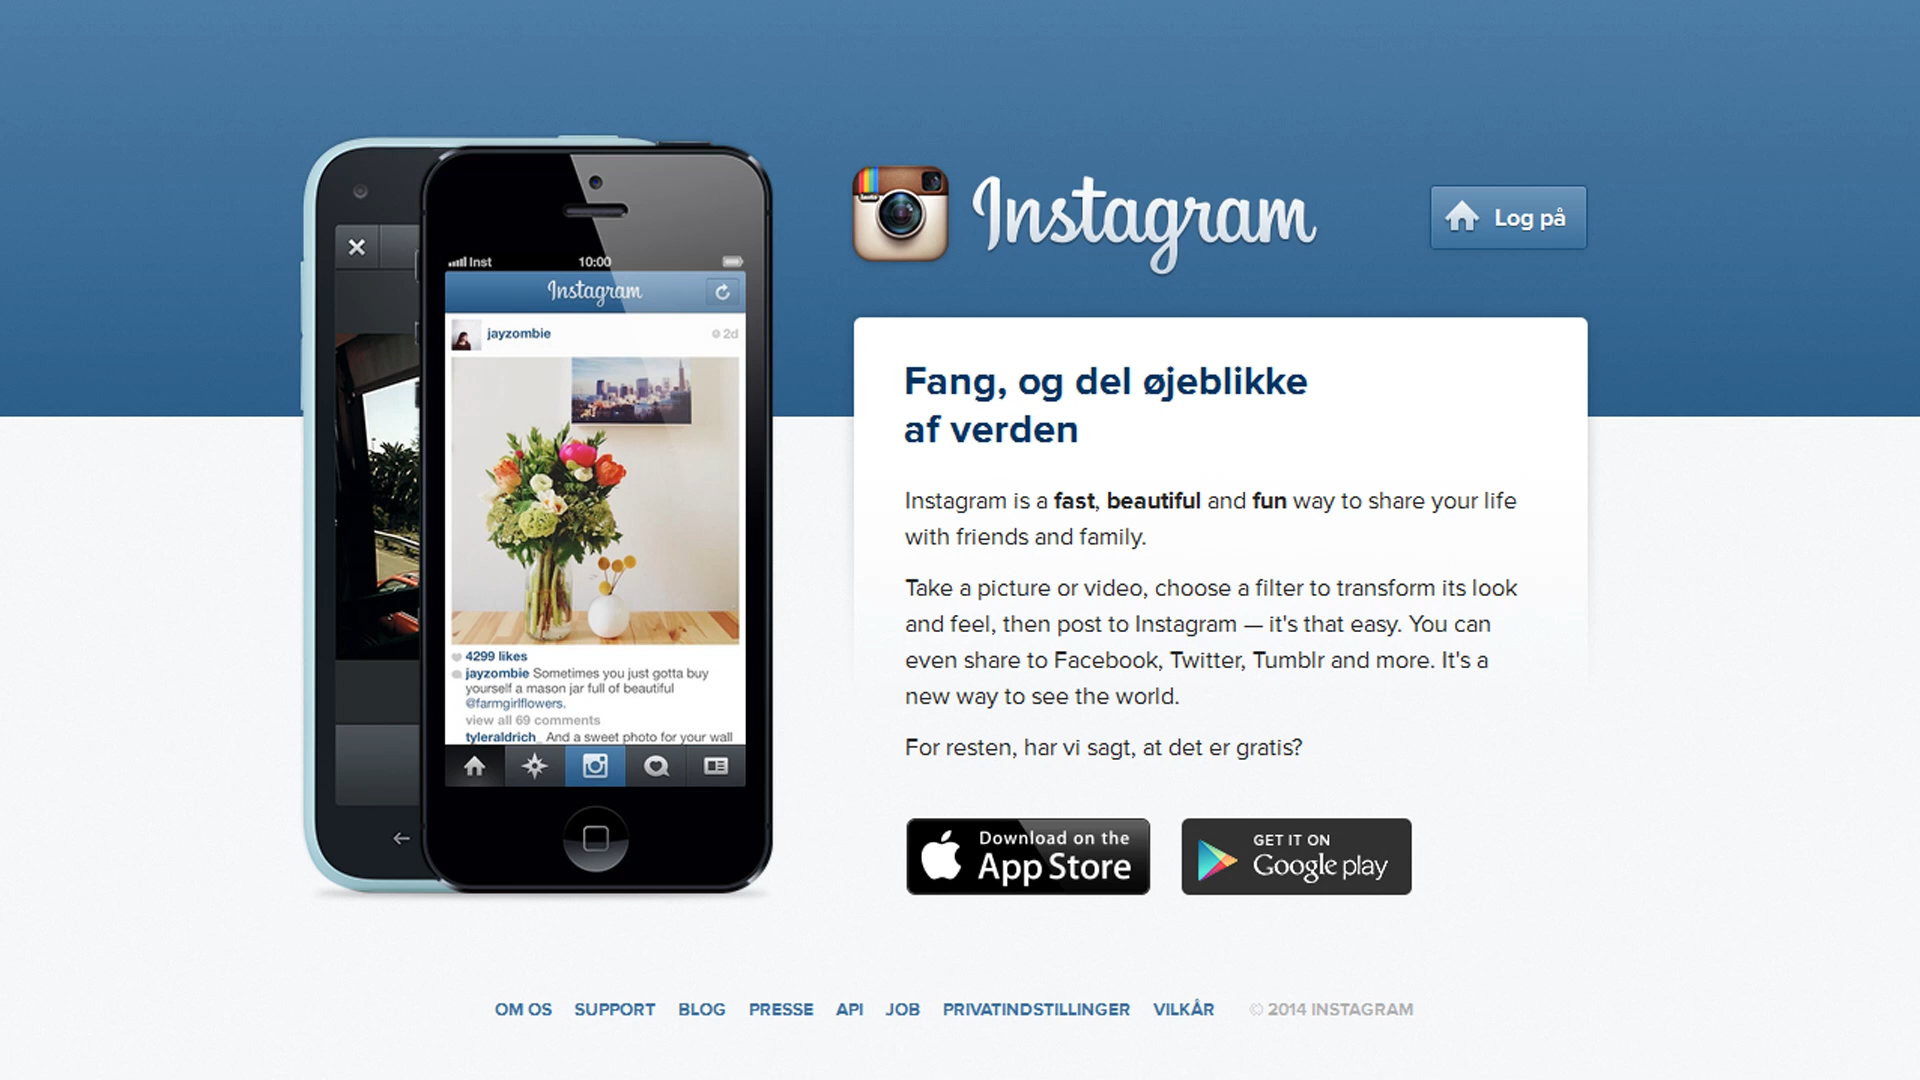 Instagram
Log på
Inst 10:00
Instagram
jayzombie 2d
4299 likes
jayzombie Sometimes you just gotta buy
yourself a mason jar full of beautiful
@farmgirlflowers.
view all 69 comments
tyleraldrich_ And a sweet photo for your wall
Fang, og del øjeblikke
af verden
Instagram is a fast, beautiful and fun way to share your life
with friends and family.
Take a picture or video, choose a filter to transform its look
and feel, then post to Instagram — it's that easy. You can
even share to Facebook, Twitter, Tumblr and more. It's a
new way to see the world.
For resten, har vi sagt, at det er gratis?
Download on the
App Store
GET IT ON
Google play
OM OS SUPPORT BLOG PRESSE API JOB PRIVATINDSTILLINGER VILKÅR © 2014 INSTAGRAM